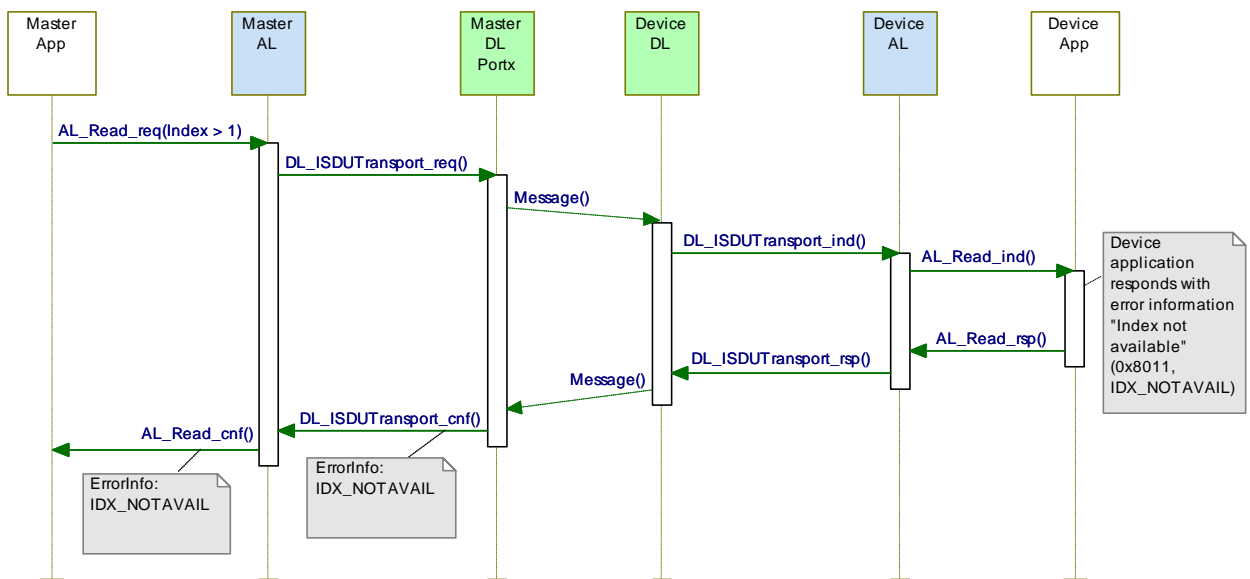 Master
App
Master
AL
Master
DL
Portx
Device
DL
Device
AL
Device
App
AL_Read_req(Index > 1)
DL_ISDUTransport_req()
Message()
DL_ISDUTransport_ind()
AL_Read_ind()
Device
application
responds with
error information
"Index not
available"
(0x8011,
IDX_NOTAVAIL)
AL_Read_rsp()
DL_ISDUTransport_rsp()
Message()
DL_ISDUTransport_cnf()
AL_Read_cnf()
ErrorInfo:
IDX_NOTAVAIL
ErrorInfo:
IDX_NOTAVAIL